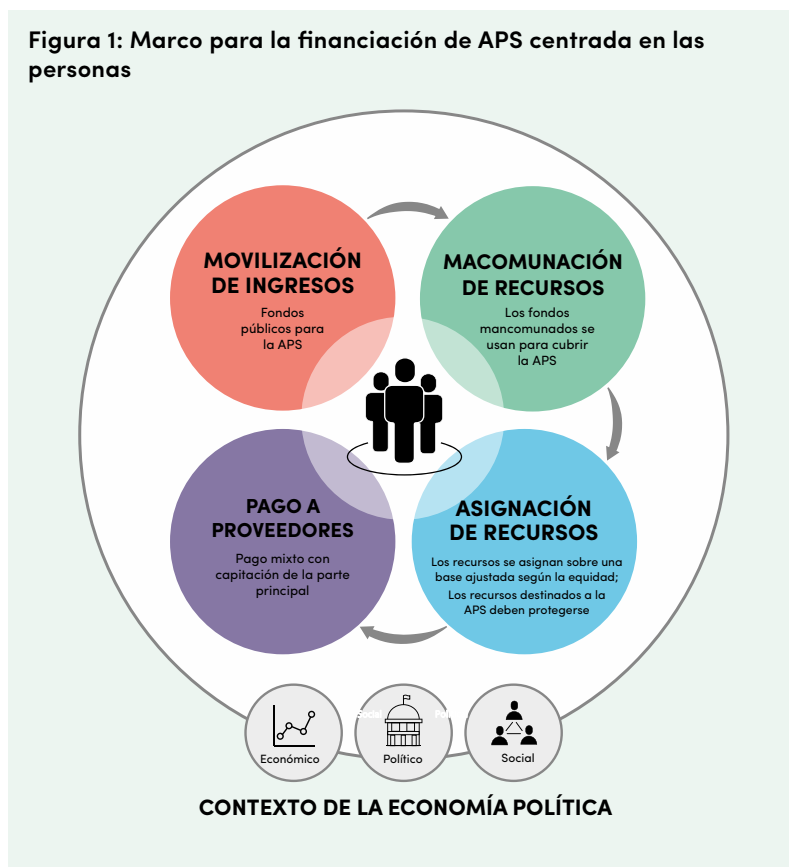 Figura 1: Marco para la financiación de APS centrada en las
personas
MOVILIZACIÓN
DE INGRESOS
Fondos
públicos para
la APS
MACOMUNACIÓN
DE RECURSOS
Los fondos
mancomunados se
usan para cubrir
la APS
PAGO A
PROVEEDORES
Pago mixto con
capitación de la parte
principal
ASIGNACIÓN
DE RECURSOS
Los recursos se asignan sobre una
base ajustada según la equidad;
Los recursos destinados a la
APS deben protegerse
Económico
Político
Social
CONTEXTO DE LA ECONOMÍA POLÍTICA